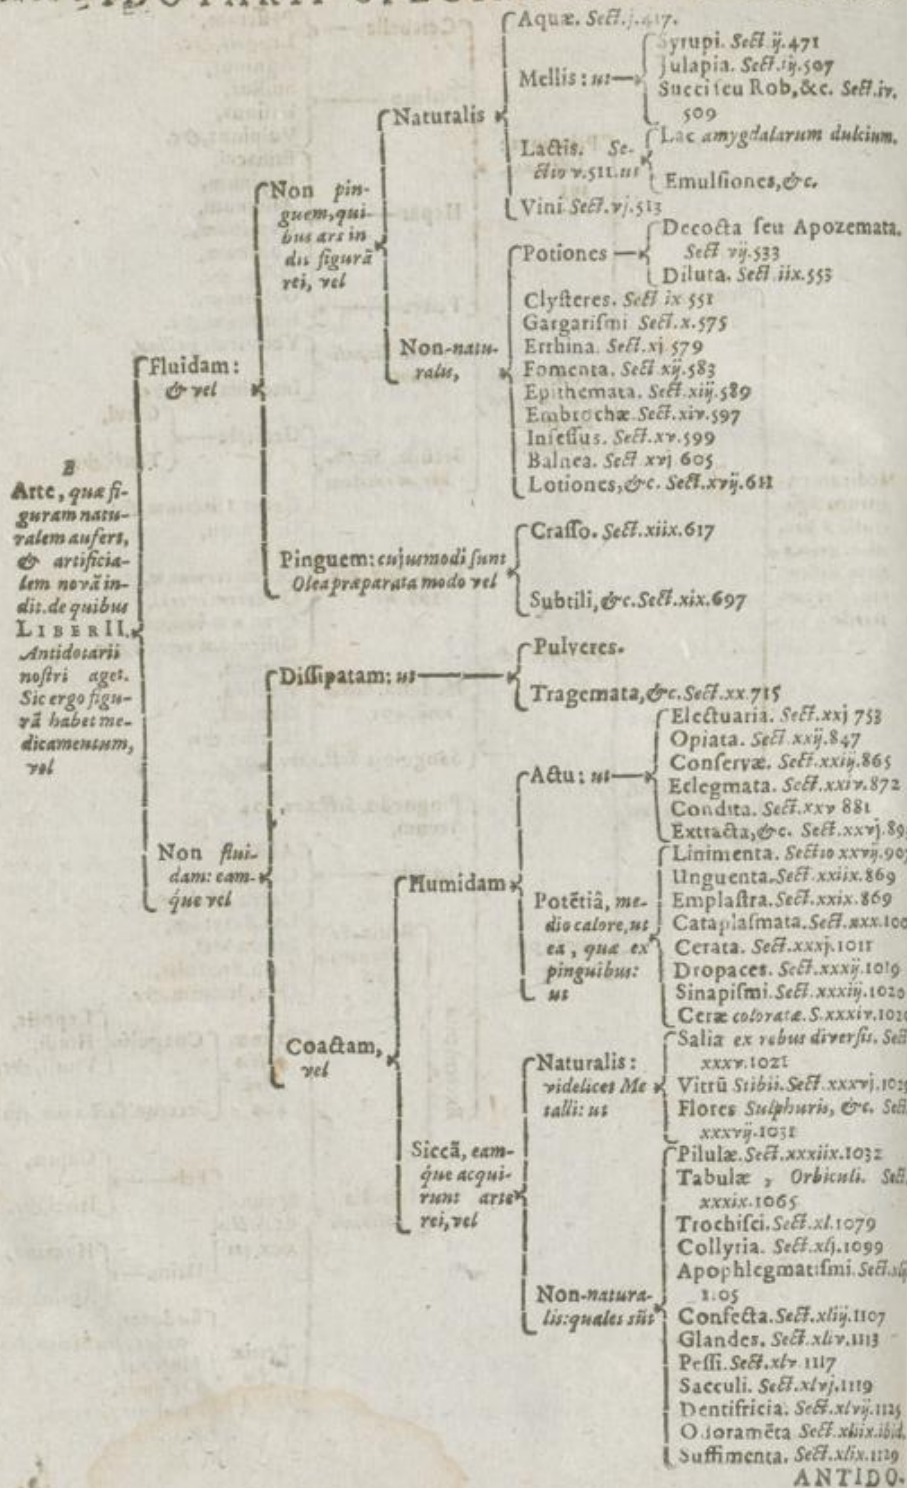 B
Arte, quæ fi-
guram natu-
ralem aufert,
& artificia-
lem novā in-
dit. de quibus
LIBER II.
Antidotarii
nostri aget.
Sic ergo figu-
rā habet me-
dicamentum,
vel
Fluidam:
& vel
Non pin-
guem, qui-
bus ars in
dit figurā
rei, vel
Naturalis
Aquæ. Sect.j.417.
Mellis: ut
Syrupi. Sect.ij.471
Julapia. Sect.iij.507
Succi seu Rob, &c. Sect.iv.
509
Lactis. Se-
ctio v.511.ut
Lac amygdalarum dulcium.
Emulsiones, &c.
Vini Sect.vj.513
Non-natu-
ralis,
Potiones
Decocta seu Apozemata.
Sect vij.533
Diluta. Sect.iix.553
Clysteres. Sect ix 551
Gargarismi Sect.x.575
Errhina. Sect.xj 579
Fomenta. Sect xij.583
Epithemata. Sect.xiij.589
Embrochæ Sect.xiv.597
Insessus. Sect.xv.599
Balnea. Sect xvj 605
Lotiones, &c. Sect.xvij.611
Pinguem: cujusmodi sunt
Olea præparata modo vel
Crasso. Sect.xiix.617
Subtili, &c. Sect.xix.697
Non flui-
dam: eam-
que vel
Dissipatam: ut
Pulveres.
Tragemata, &c. Sect.xx 715
Coactam,
vel
Humidam
Actu: ut
Electuaria. Sect.xxj 753
Opiata. Sect.xxij.847
Conservæ. Sect.xxiij.865
Eclegmata. Sect.xxiv.872
Condita. Sect.xxv 881
Extracta, &c. Sect.xxvj.89
Potētiâ, me-
dio calore, ut
ea, quæ ex
pinguibus:
ut
Linimenta. Sectio xxvij.90
Unguenta. Sect.xxiix.869
Emplastra. Sect.xxix.869
Cataplasmata. Sect.xxx.100
Cerata. Sect.xxxj.1011
Dropaces. Sect.xxxij.1019
Sinapismi. Sect.xxxiij.1020
Ceræ coloratæ. S.xxxiv.102
Siccā, eam-
que acqui-
runt arte
rei, vel
Naturalis:
videlicet Me
talli: ut
Salia ex rebus diversis. Sect
xxxv.1021
Vitrū Stibii. Sect.xxxvj.102
Flores Sulphuris, &c. Sect
xxxvij.1031
Non-natura-
lis: quales sūt
Pilulæ. Sect.xxxiix.1032
Tabulæ, Orbiculi. Sect.
xxxix.1065
Trochisci. Sect.xl.1079
Collyria. Sect.xlj.1099
Apophlegmatismi. Sect.
1.05
Confecta. Sect.xliij.1107
Glandes. Sect.xliv.1113
Pessi. Sect.xlv 1117
Sacculi. Sect.xlvj.1119
Dentifricia. Sect.xlvij.1125
Odoramēta Sect.xliix.ibid.
Suffimenta. Sect.xlix.1129
ANTIDO-